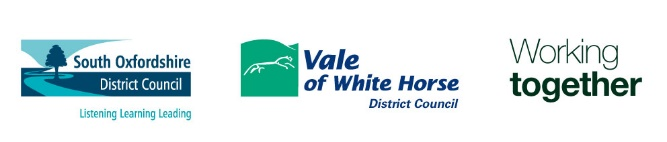 South Oxfordshire
District Council
Listening Learning Leading
Vale
of White Horse
District Council
Working
together